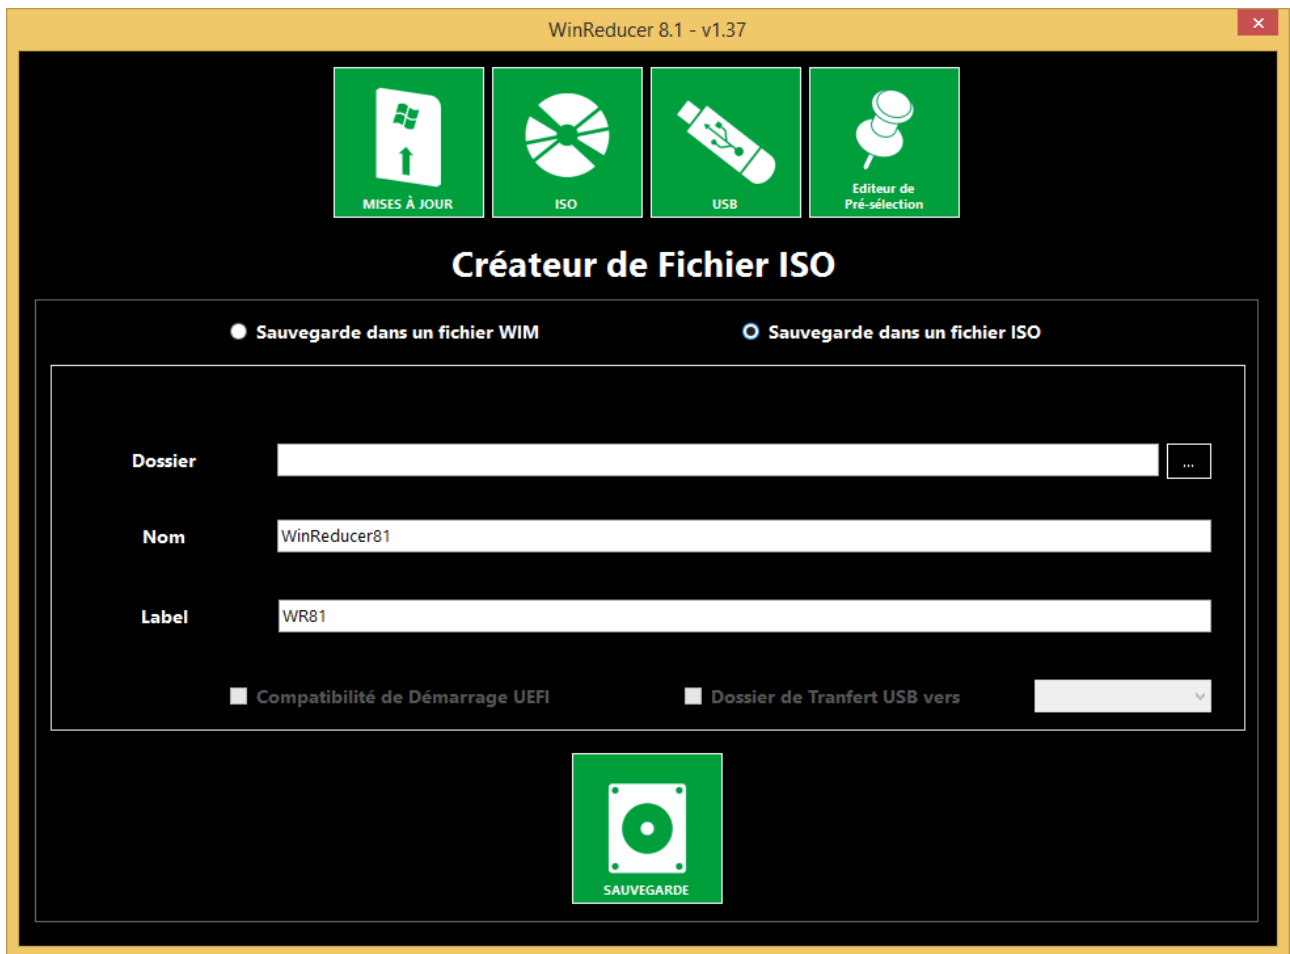 WinReducer 8.1 - v1.37
MISES À JOUR
ISO
USB
Editeur de
Pré-sélection
Créateur de Fichier ISO
Sauvegarde dans un fichier WIM
Sauvegarde dans un fichier ISO
Dossier
...
Nom
WinReducer81
Label
WR81
Compatibilité de Démarrage UEFI
Dossier de Tranfert USB vers
SAUVEGARDE